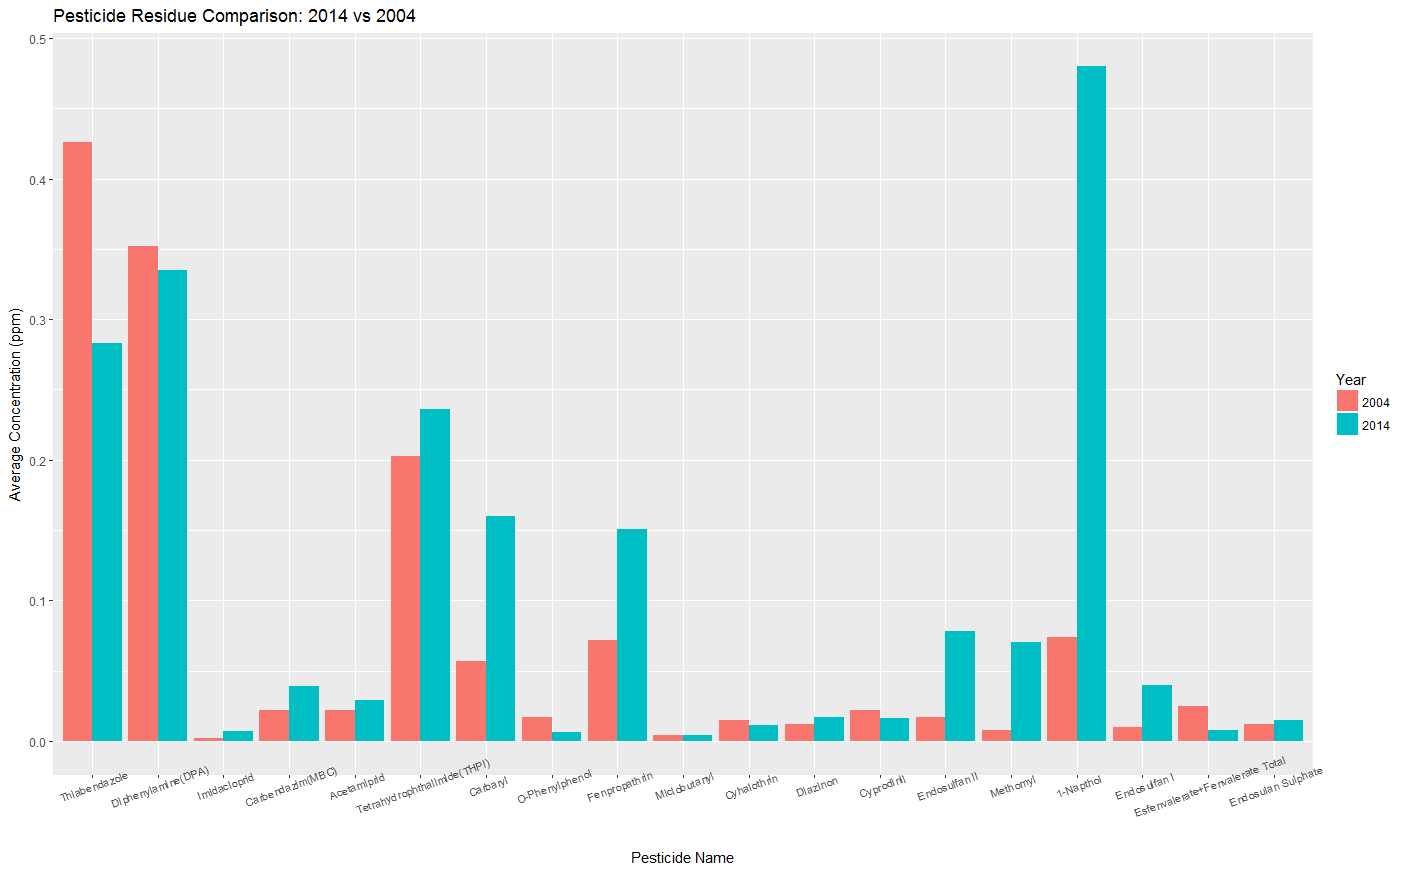 Pesticide Residue Comparison: 2014 vs 2004
0.5
0.4
0.3
0.2
0.1
0.0
Average Concentration (ppm)
Thiabendazole
Diphenylamine(DPA)
Imidacloprid
Carbendazim(MBC)
Acetamiprid
Tetrahydrophthalimide(THPI)
Carbaryl
O-Phenylphenol
Fenpropathrin
Miclobutanyl
Cyhalothrin
Diazinon
Cyprodinil
Endosulfan II
Methomyl
1-Napthol
Endosulfan I
Esfenvalerate+Fenvalerate Total
Endosulan Sulphate
Pesticide Name
Year
2004
2014